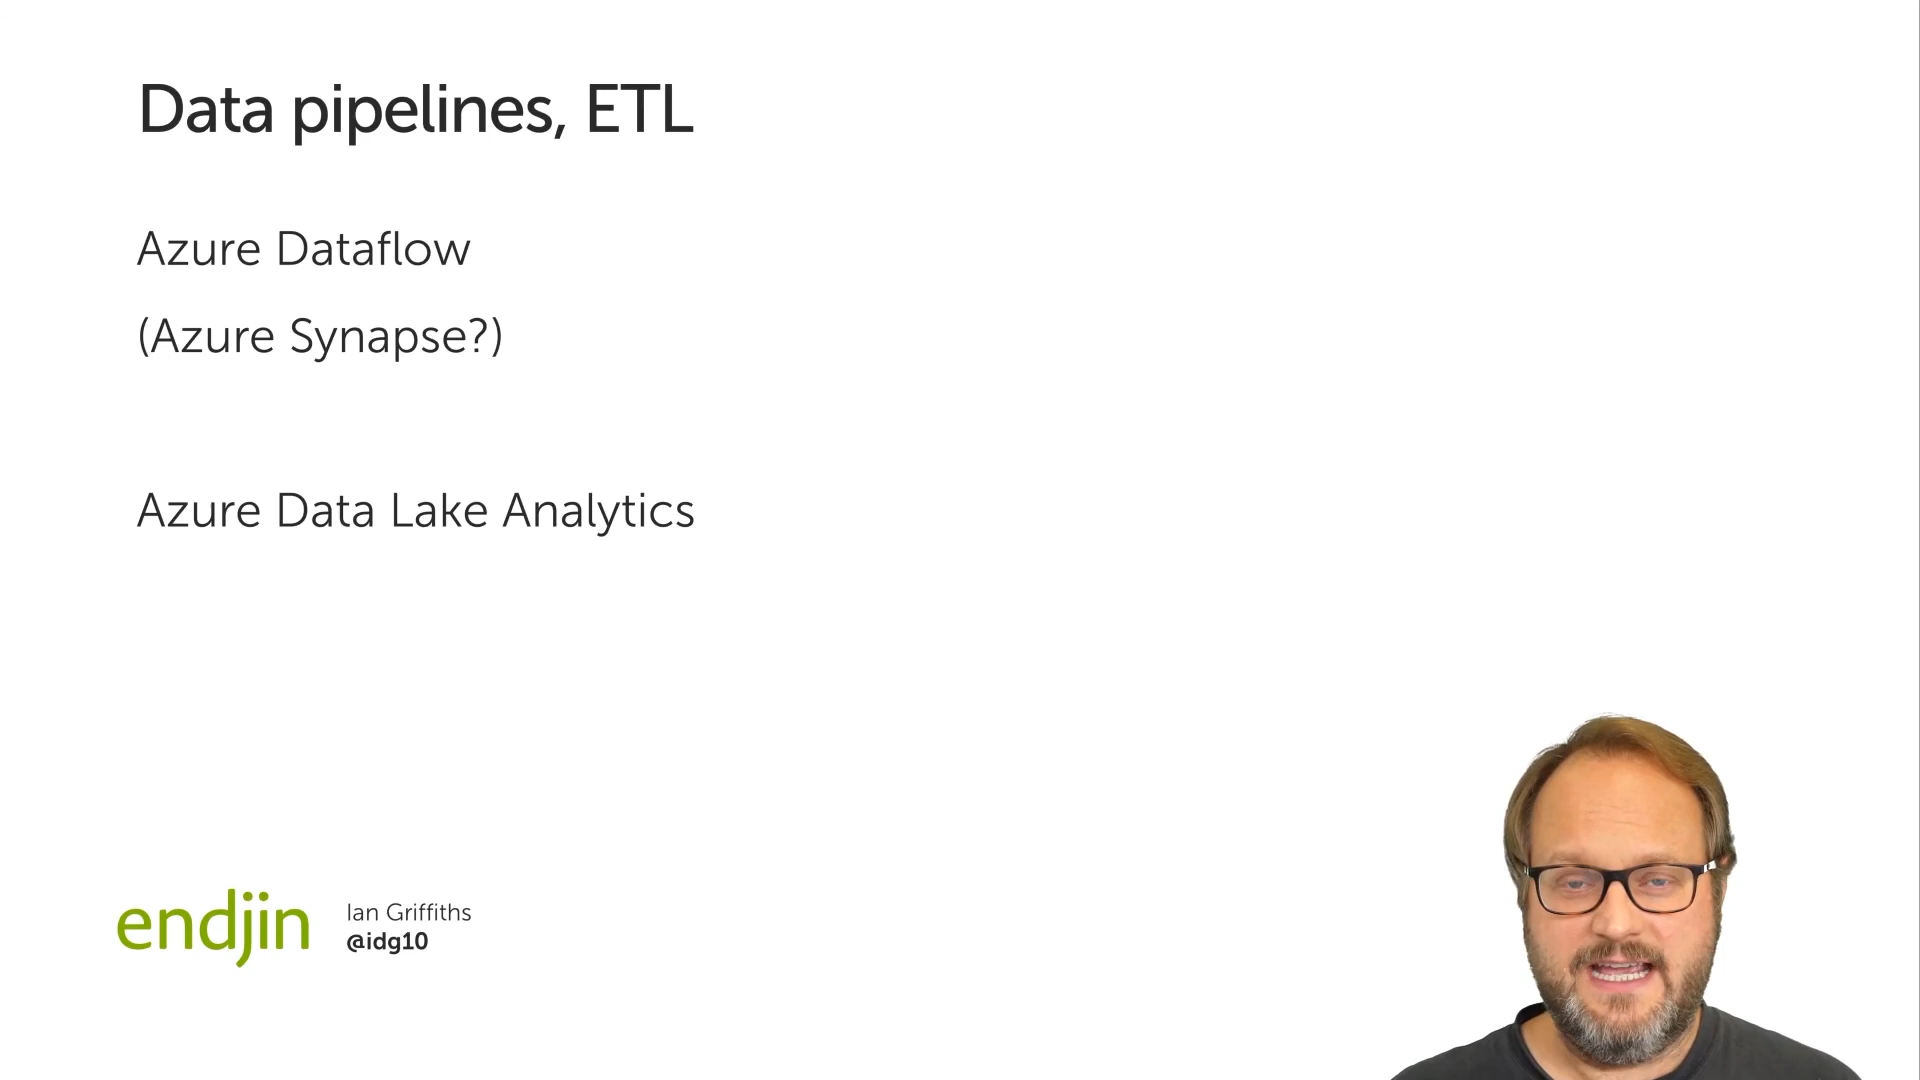 Data pipelines, ETL
Azure Dataflow
(Azure Synapse?)
Azure Data Lake Analytics
endjin
Ian Griffiths
@idg10